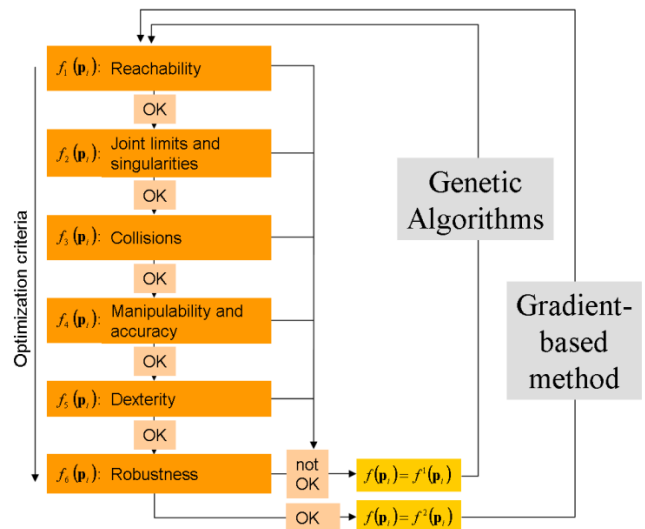 f₁(pᵢ): Reachability
OK
f₂(pᵢ): Joint limits and
singularities
OK
f₃(pᵢ): Collisions
OK
f₄(pᵢ): Manipulability and
accuracy
OK
f₅(pᵢ): Dexterity
OK
f₆(pᵢ): Robustness
not
OK
f(pᵢ)= f¹(pᵢ)
OK
f(pᵢ)= f²(pᵢ)
Optimization criteria
Genetic
Algorithms
Gradient-
based
method